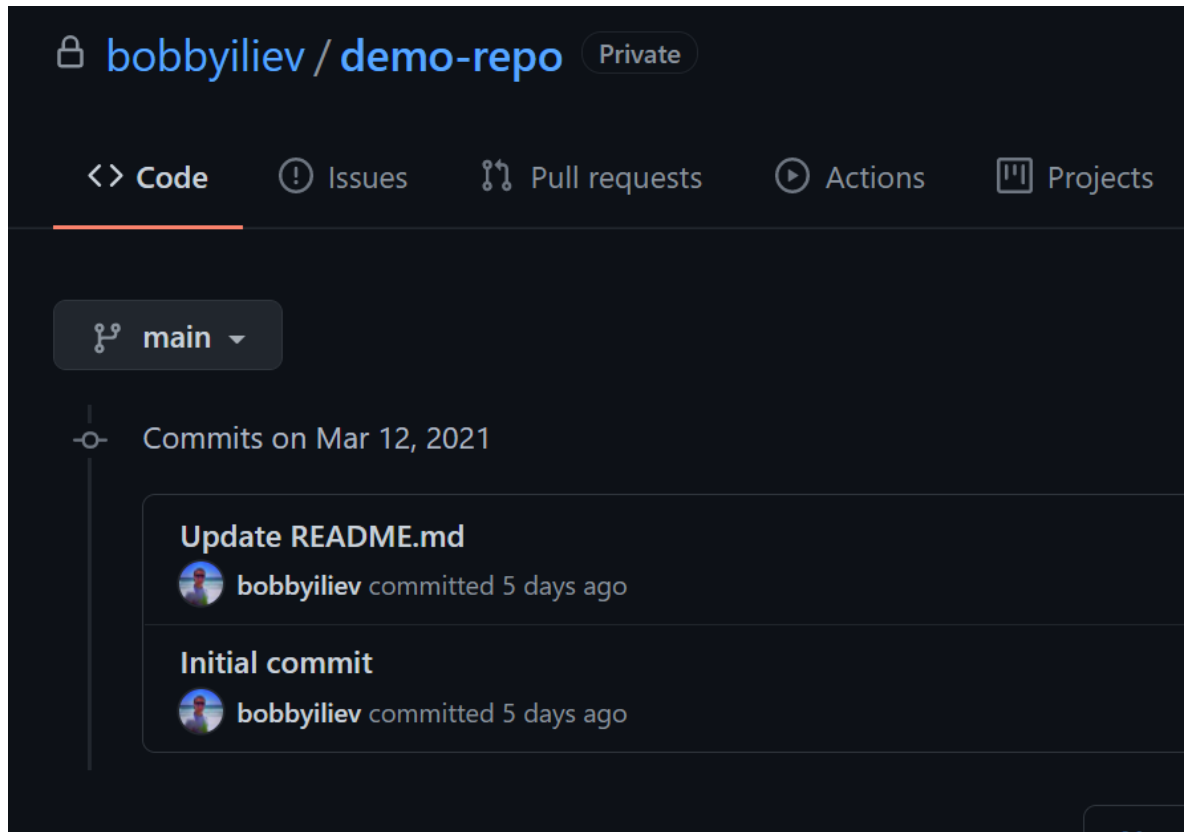 bobbyiliev / demo-repo Private
Code Issues Pull requests Actions Projects
main
Commits on Mar 12, 2021
Update README.md
bobbyiliev committed 5 days ago
Initial commit
bobbyiliev committed 5 days ago